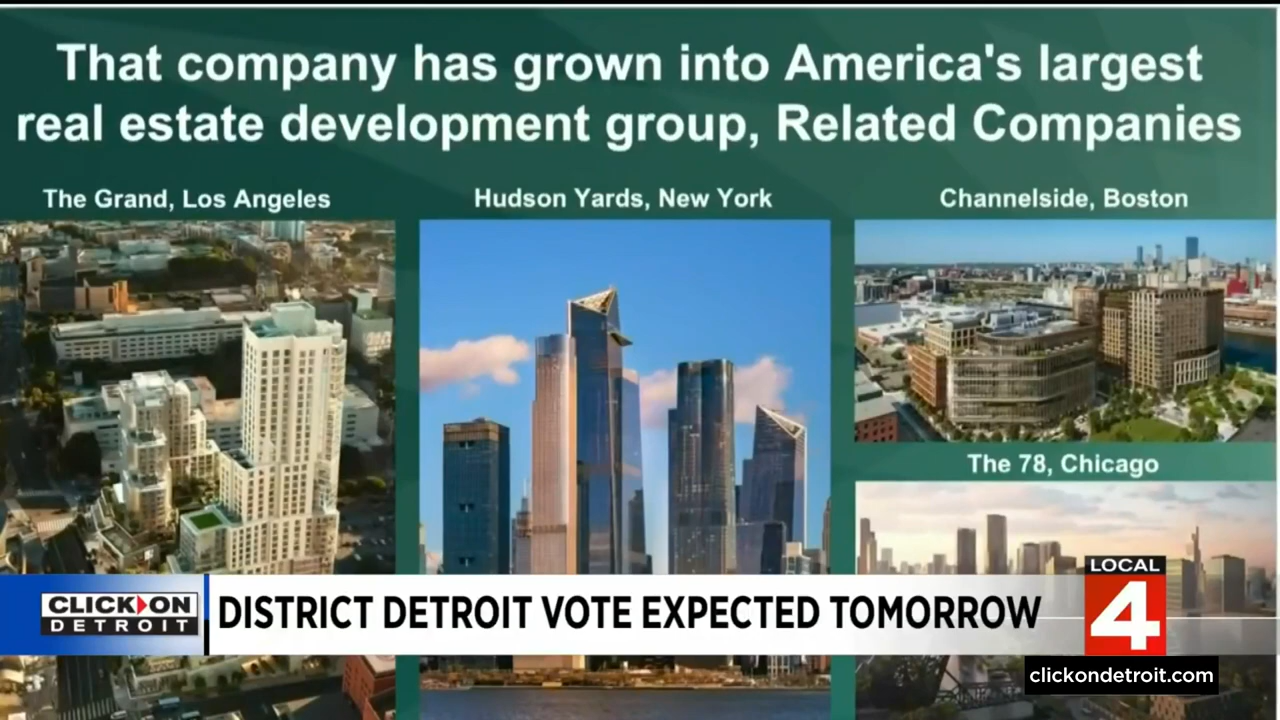 That company has grown into America's largest
real estate development group, Related Companies
The Grand, Los Angeles
Hudson Yards, New York
Channelside, Boston
The 78, Chicago
CLICK ON
DETROIT
DISTRICT DETROIT VOTE EXPECTED TOMORROW
LOCAL
4
clickondetroit.com